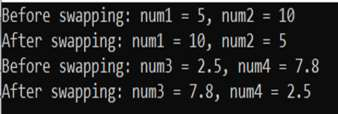 Before swapping: num1 = 5, num2 = 10
After swapping: num1 = 10, num2 = 5
Before swapping: num3 = 2.5, num4 = 7.8
After swapping: num3 = 7.8, num4 = 2.5